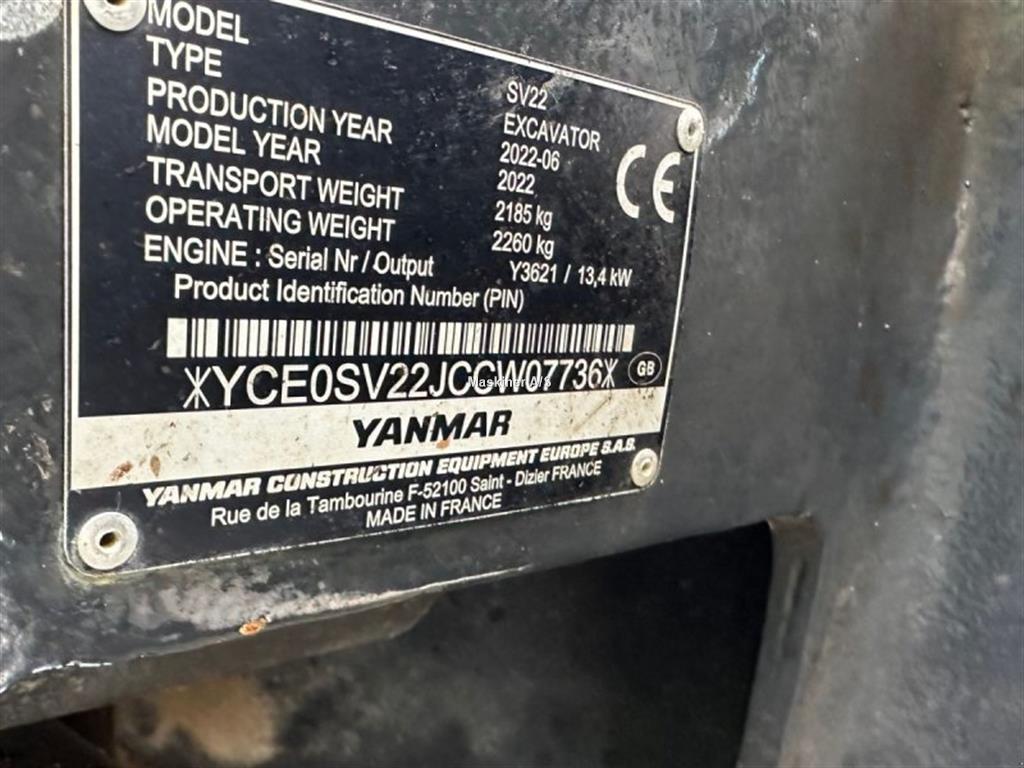 MODEL SV22
TYPE EXCAVATOR
PRODUCTION YEAR 2022-06
MODEL YEAR 2022
TRANSPORT WEIGHT 2185 kg
OPERATING WEIGHT 2260 kg
ENGINE : Serial Nr / Output Y3621 / 13,4 kW
CE
Product Identification Number (PIN)
*YCE0SV22JCCW07736*
GB
Maskiner A/S
YANMAR
YANMAR CONSTRUCTION EQUIPMENT EUROPE S.A.S.
Rue de la Tambourine F-52100 Saint - Dizier FRANCE
MADE IN FRANCE